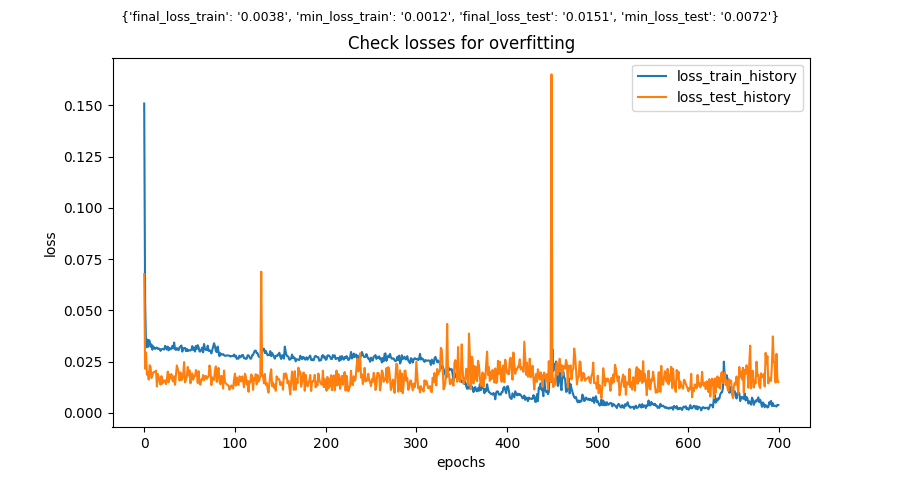 {'final_loss_train': '0.0038', 'min_loss_train': '0.0012', 'final_loss_test': '0.0151', 'min_loss_test': '0.0072'}
Check losses for overfitting
loss_train_history
loss_test_history
0.150
0.125
0.100
0.075
0.050
0.025
0.000
loss
0 100 200 300 400 500 600 700
epochs